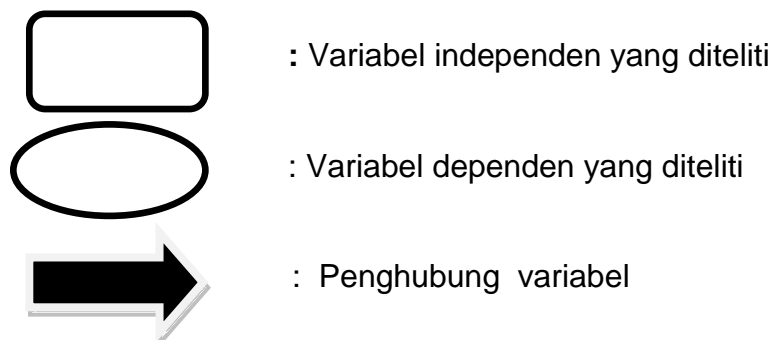 : Variabel independen yang diteliti
: Variabel dependen yang diteliti
: Penghubung variabel